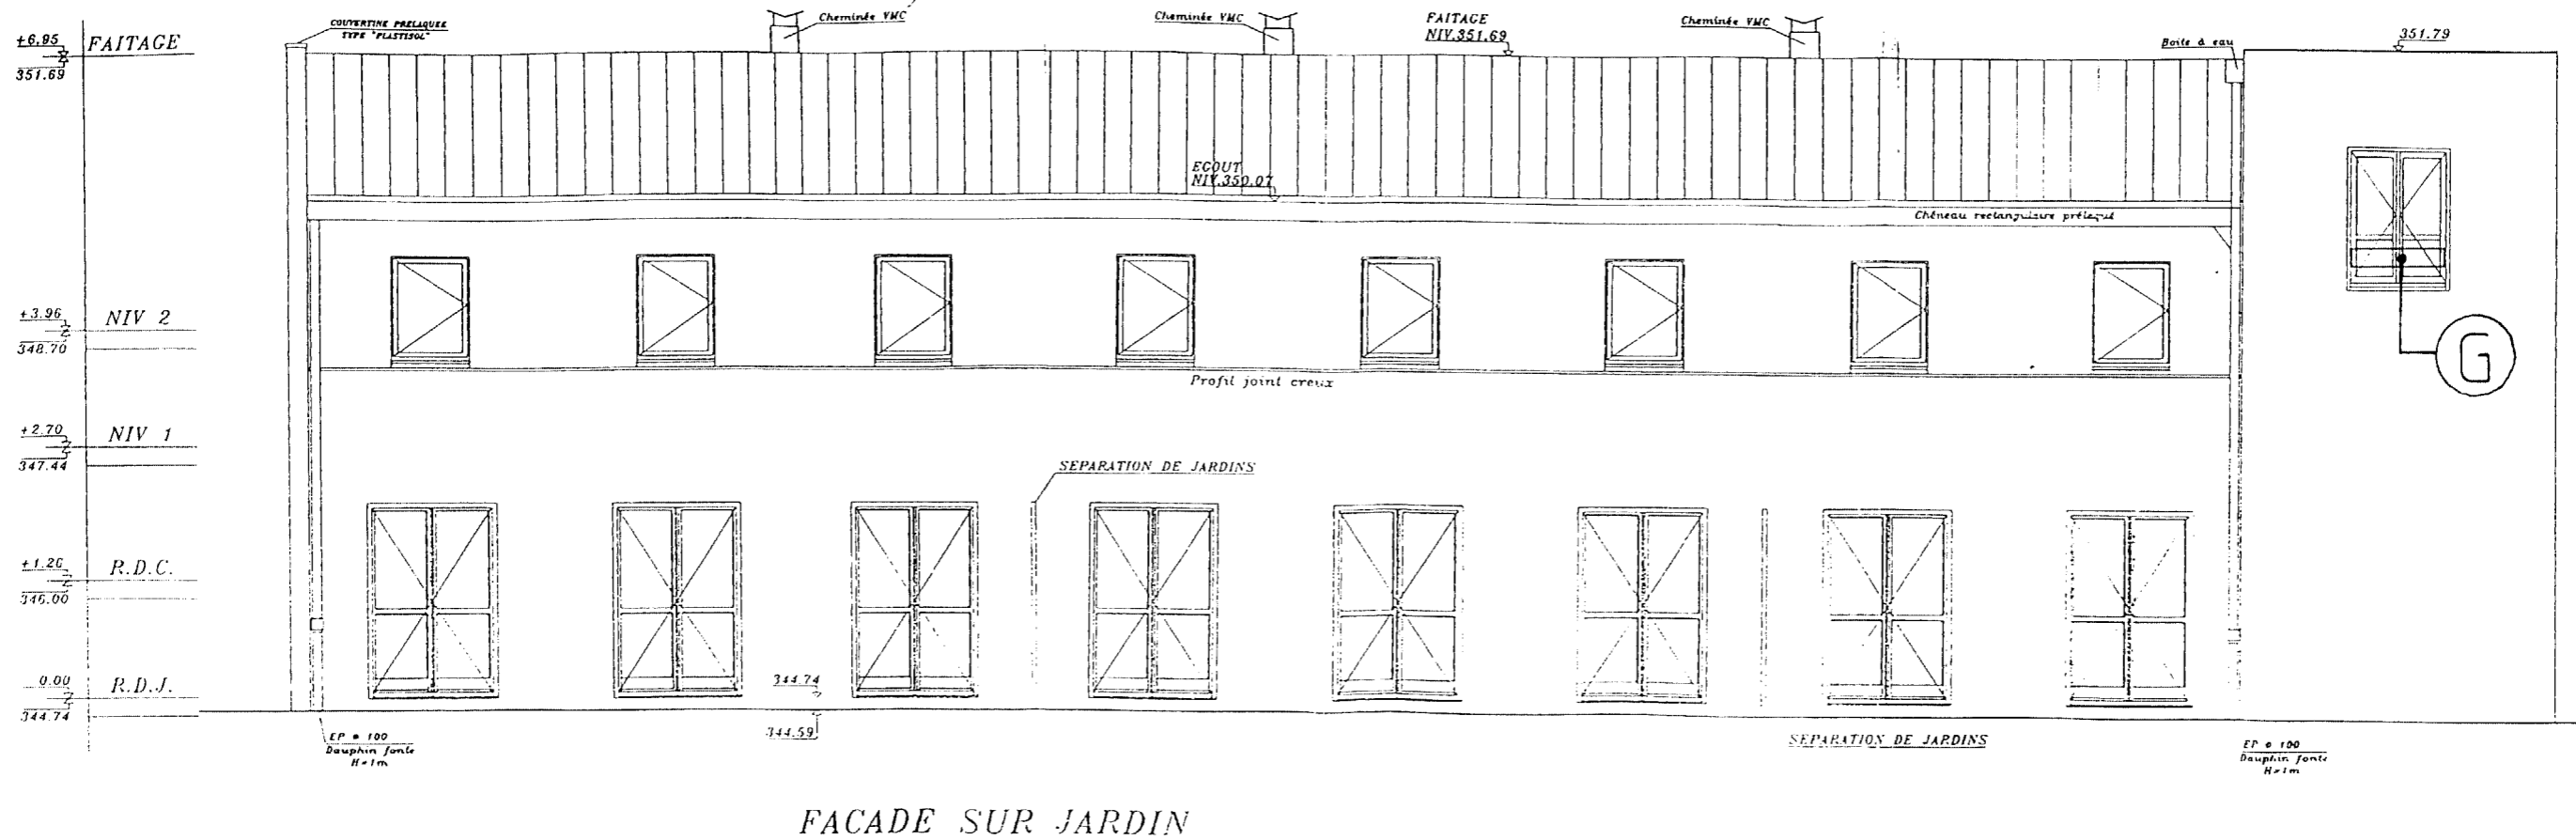 COUVERTINE PRELAQUEE
TYPE "PLASTISOL"
Cheminée VMC
Cheminée VMC
FAITAGE
NIV.351.69
Cheminée VMC
Boite à eau
351.79
+6.95
FAITAGE
351.69
ECOUT
NIV.350.07
Chéneau rectangulaire prélaqué
+3.96
NIV 2
348.70
G
Profil joint creux
+2.70
NIV 1
347.44
SEPARATION DE JARDINS
+1.26
R.D.C.
346.00
0.00
R.D.J.
344.74
344.74
344.59
EP ø 100
Dauphin fonte
H=1m
SEPARATION DE JARDINS
EP ø 100
Dauphin fonte
H=1m
FACADE SUR JARDIN